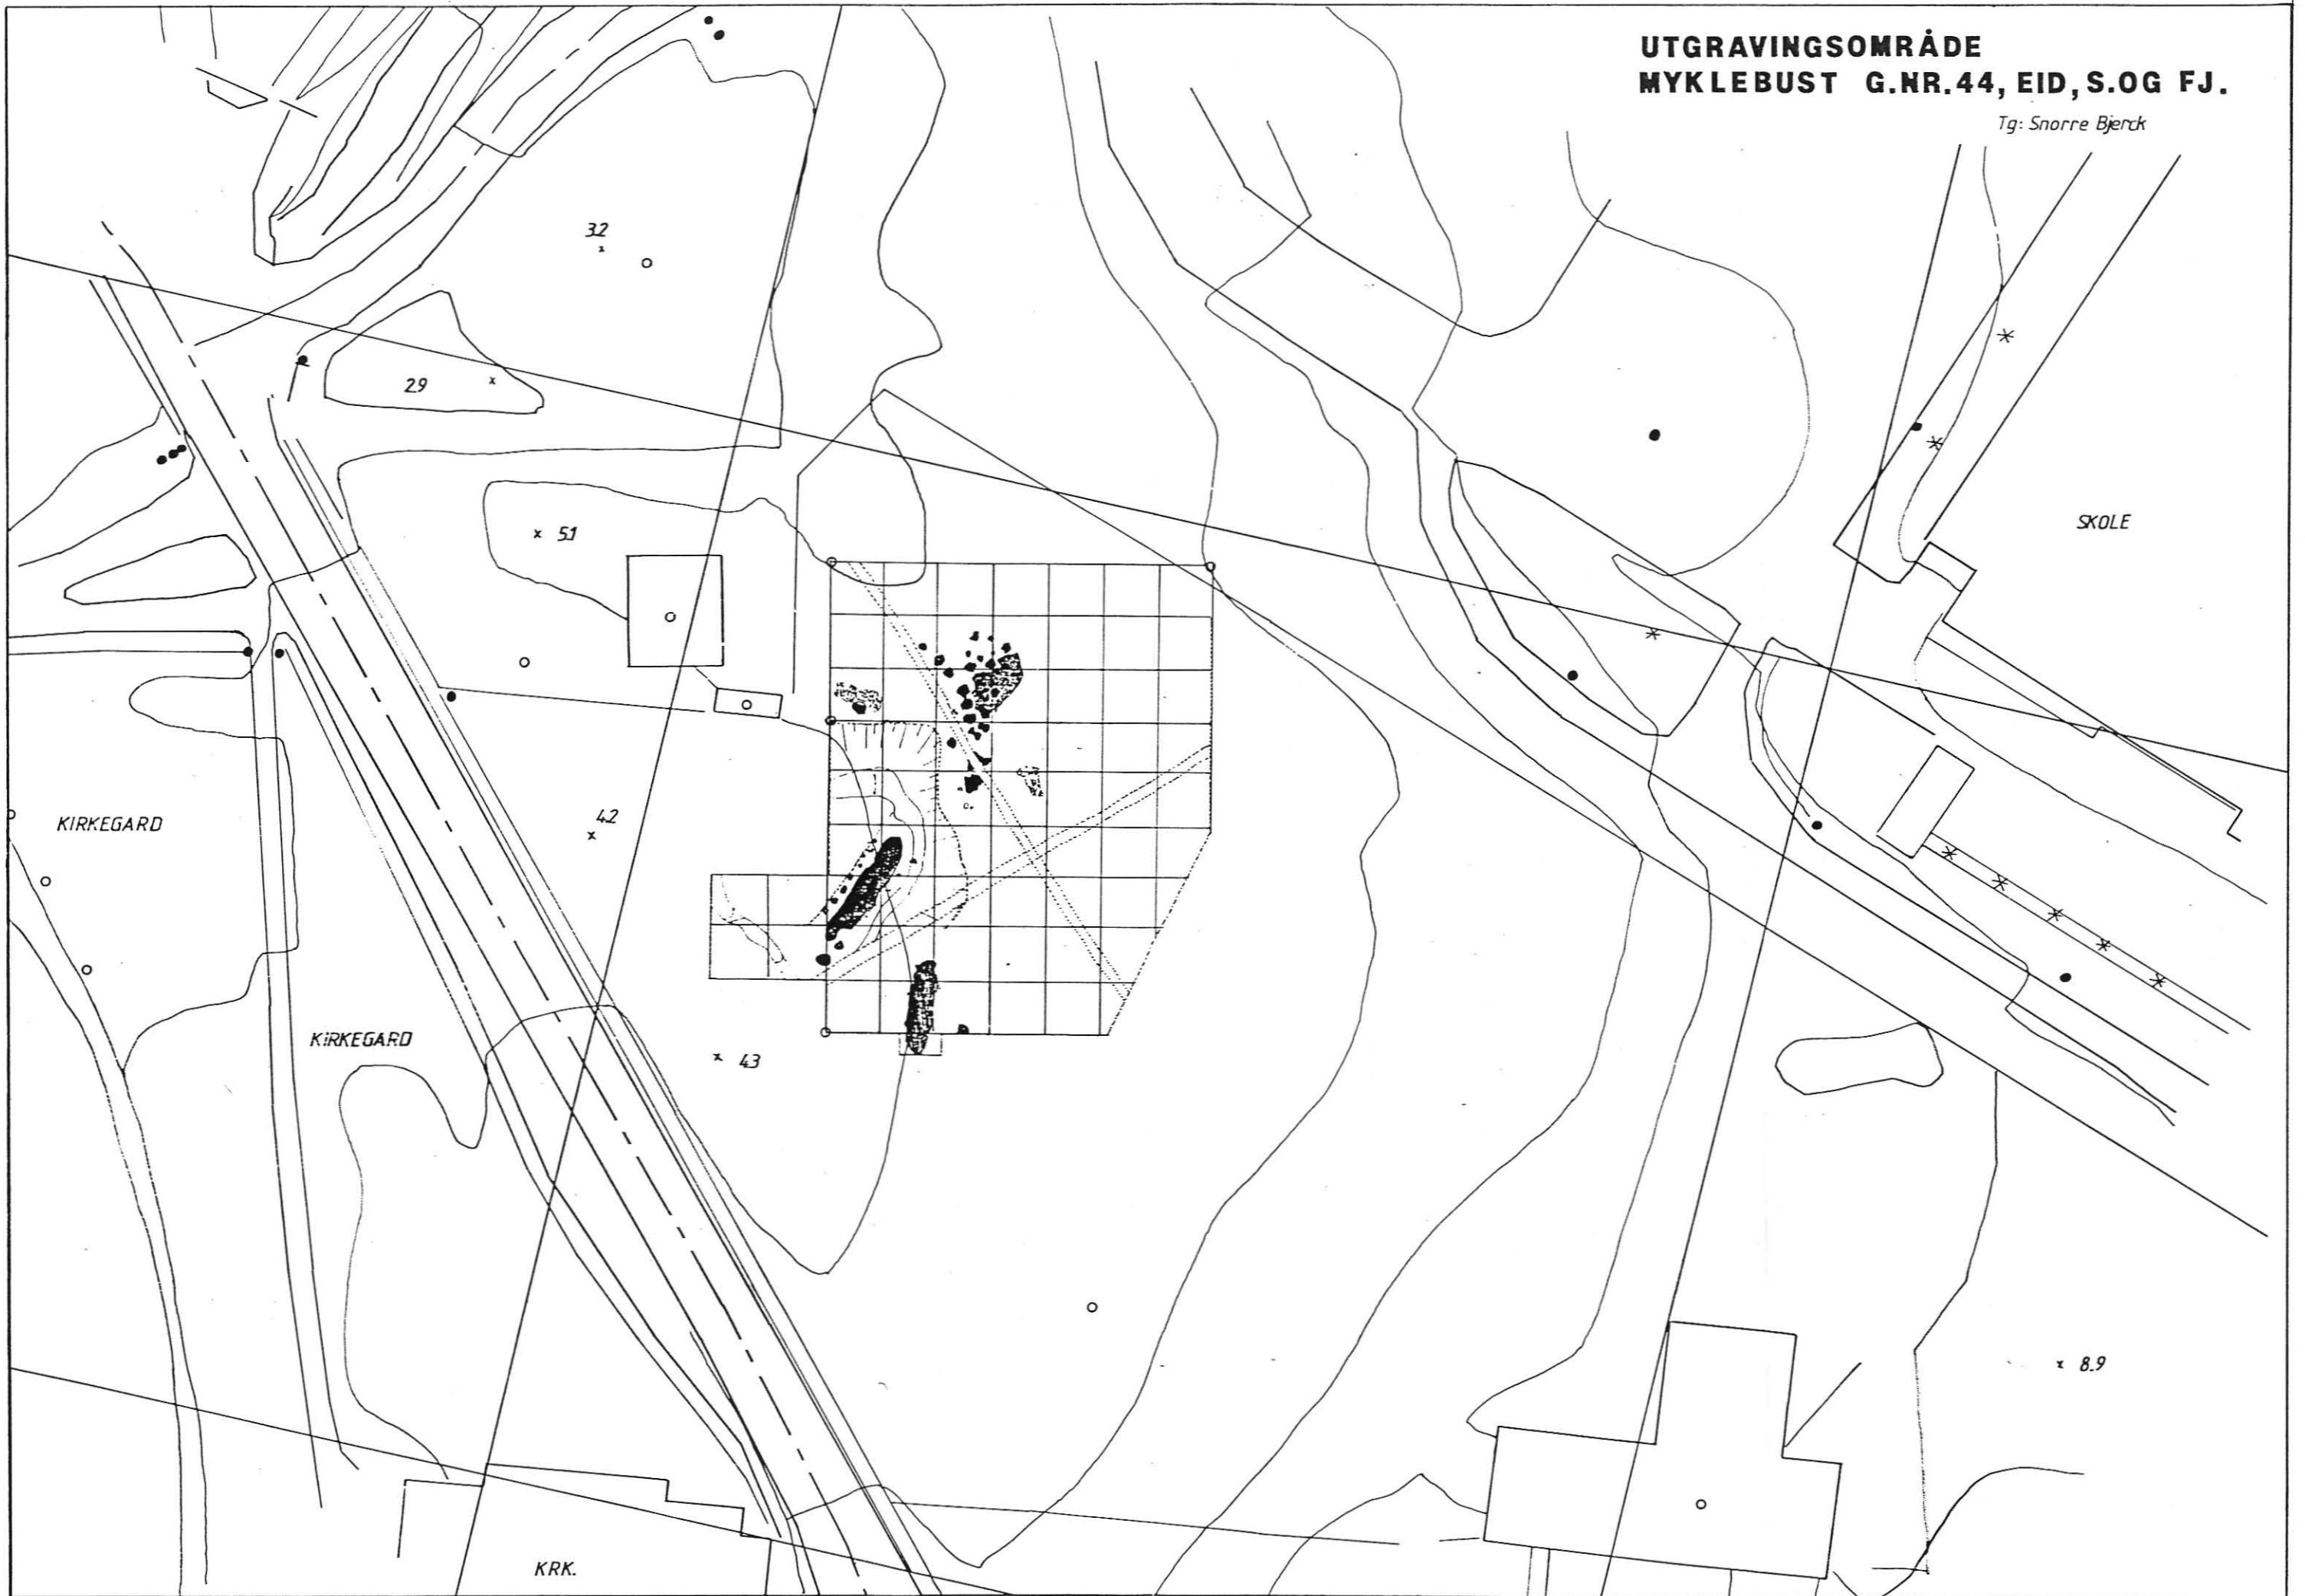 UTGRAVINGSOMRÅDE
MYKLEBUST G.NR.44, EID, S.OG FJ.
Tg: Snorre Bjerck
3.2
2.9
5.1
SKOLE
KIRKEGARD
4.2
KIRKEGARD
4.3
8.9
KRK.